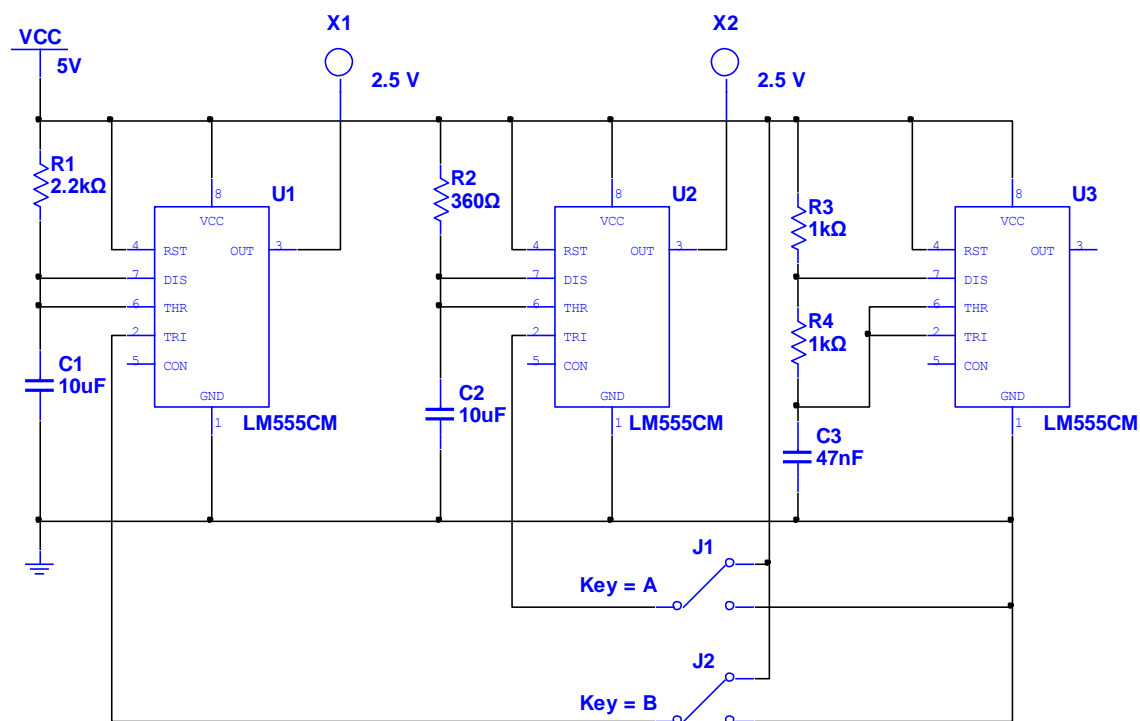 VCC
5V
X1
2.5 V
X2
2.5 V
R1
2.2kΩ
C1
10uF
U1
8
VCC
4 RST OUT 3
7 DIS
6 THR
2 TRI
5 CON
GND
1
LM555CM
R2
360Ω
C2
10uF
U2
8
VCC
4 RST OUT 3
7 DIS
6 THR
2 TRI
5 CON
GND
1
LM555CM
R3
1kΩ
R4
1kΩ
C3
47nF
U3
8
VCC
4 RST OUT 3
7 DIS
6 THR
2 TRI
5 CON
GND
1
LM555CM
J1
Key = A
J2
Key = B